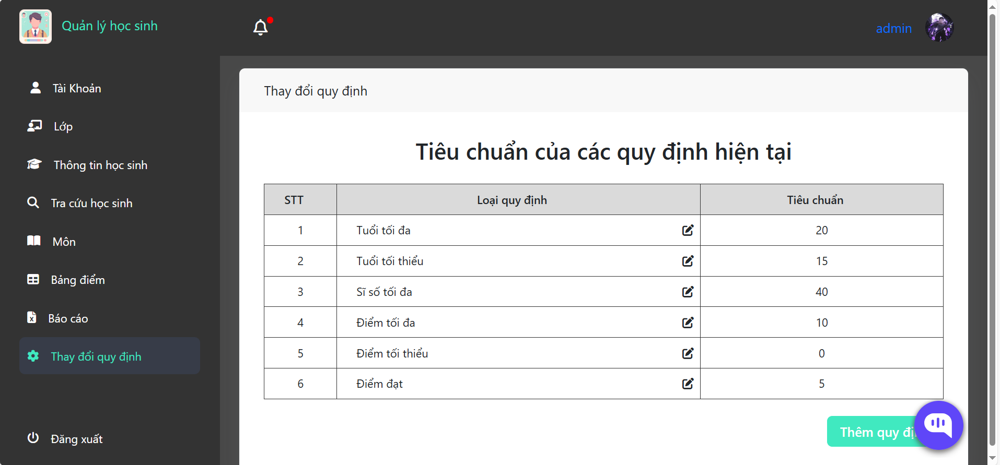 Quản lý học sinh
admin
Tài Khoản
Lớp
Thông tin học sinh
Tra cứu học sinh
Môn
Bảng điểm
Báo cáo
Thay đổi quy định
Đăng xuất
Thay đổi quy định
Tiêu chuẩn của các quy định hiện tại
STT Loại quy định Tiêu chuẩn
1 Tuổi tối đa 20
2 Tuổi tối thiểu 15
3 Sĩ số tối đa 40
4 Điểm tối đa 10
5 Điểm tối thiểu 0
6 Điểm đạt 5
Thêm quy